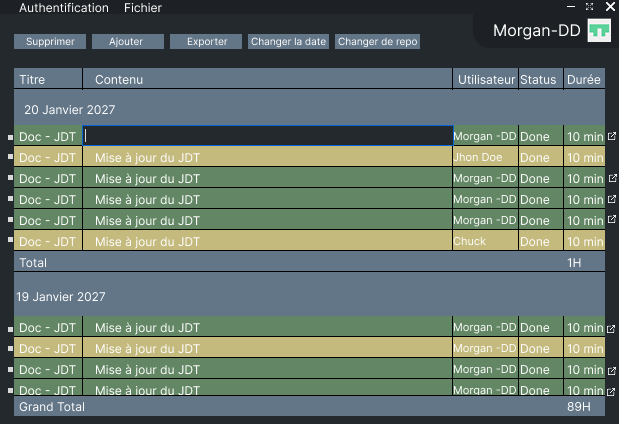 Authentification Fichier
Morgan-DD
Supprimer Ajouter Exporter Changer la date Changer de repo
Titre Contenu Utilisateur Status Durée
20 Janvier 2027
Doc - JDT Morgan -DD Done 10 min
Doc - JDT Mise à jour du JDT Jhon Doe Done 10 min
Doc - JDT Mise à jour du JDT Morgan -DD Done 10 min
Doc - JDT Mise à jour du JDT Morgan -DD Done 10 min
Doc - JDT Mise à jour du JDT Morgan -DD Done 10 min
Doc - JDT Mise à jour du JDT Chuck Done 10 min
Total 1H
19 Janvier 2027
Doc - JDT Mise à jour du JDT Morgan -DD Done 10 min
Doc - JDT Mise à jour du JDT Morgan -DD Done 10 min
Doc - JDT Mise à jour du JDT Morgan -DD Done 10 min
Doc - JDT Mise à jour du JDT Morgan -DD Done 10 min
Grand Total 89H